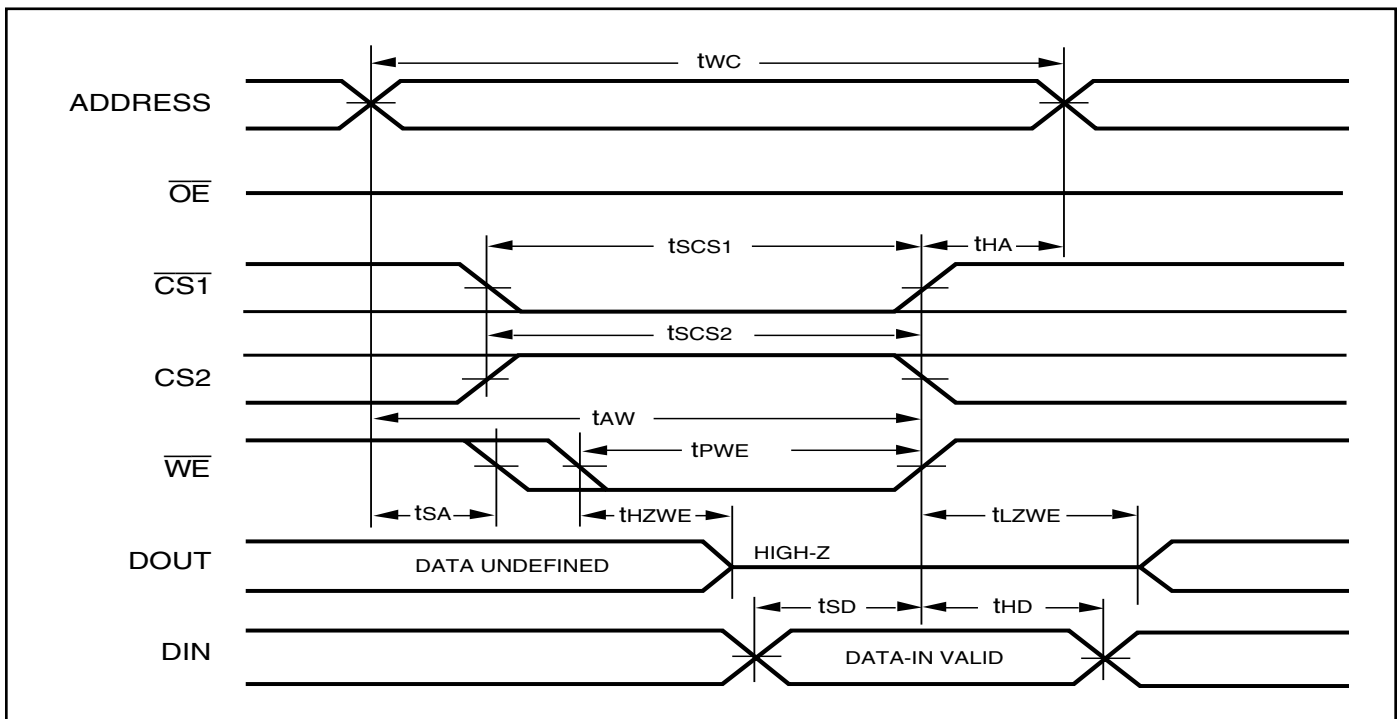 tWC
ADDRESS
OE
tSCS1
tHA
CS1
tSCS2
CS2
tAW
WE
tPWE
tSA
tHZWE
tLZWE
DOUT
DATA UNDEFINED
HIGH-Z
tSD
tHD
DIN
DATA-IN VALID